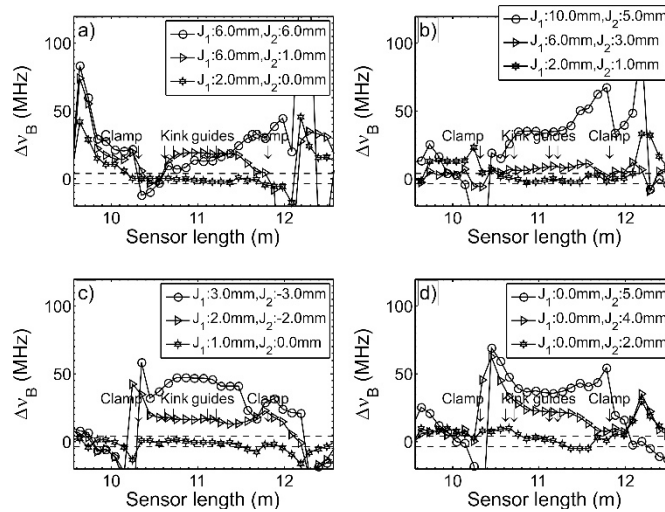 a)
J1:6.0mm,J2:6.0mm
J1:6.0mm,J2:1.0mm
J1:2.0mm,J2:0.0mm
100
50
0
ΔνB (MHz)
Clamp Kink guides
10 11 12
Sensor length (m)
b)
J1:10.0mm,J2:5.0mm
J1:6.0mm,J2:3.0mm
J1:2.0mm,J2:1.0mm
100
50
0
ΔνB (MHz)
Clamp Kink guides Clamp
10 11 12
Sensor length (m)
c)
J1:3.0mm,J2:-3.0mm
J1:2.0mm,J2:-2.0mm
J1:1.0mm,J2:0.0mm
100
50
0
ΔνB (MHz)
Clamp Kink guides Clamp
10 11 12
Sensor length (m)
d)
J1:0.0mm,J2:5.0mm
J1:0.0mm,J2:4.0mm
J1:0.0mm,J2:2.0mm
100
50
0
ΔνB (MHz)
Clamp Kink guides Clamp
10 11 12
Sensor length (m)